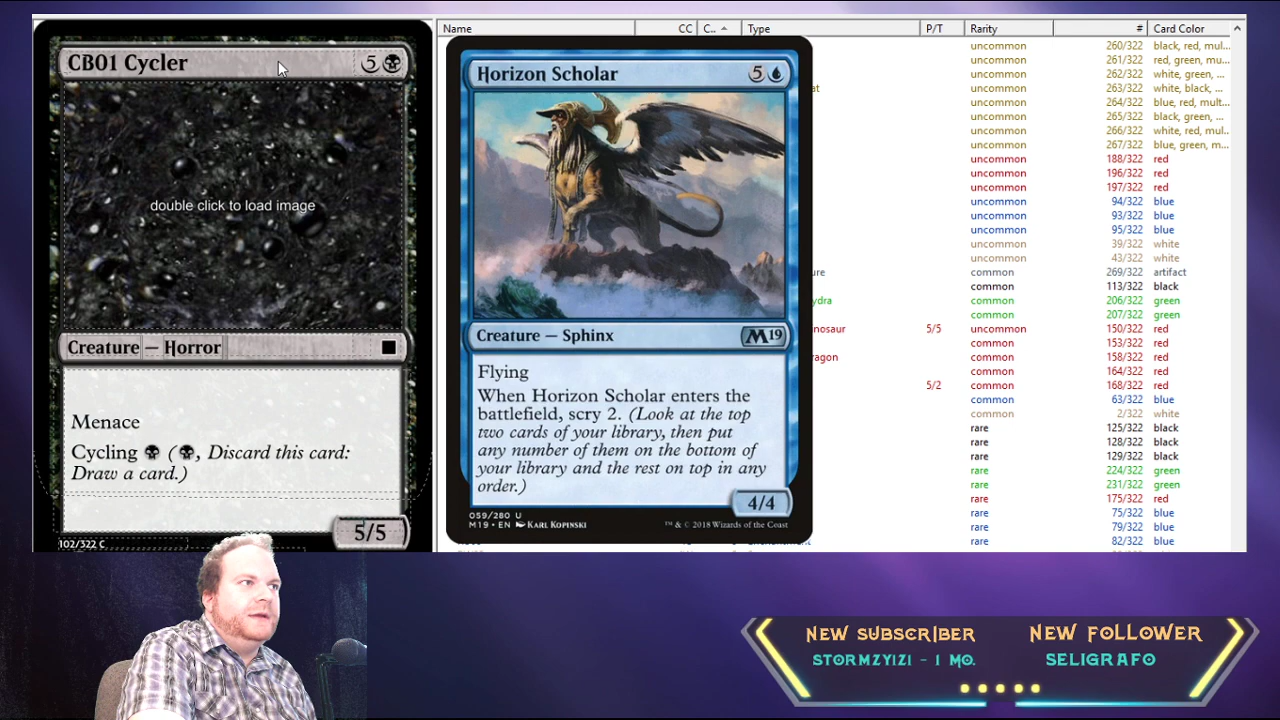 CB01 Cycler
5
double click to load image
Creature — Horror
Menace
Cycling ( , Discard this card:
Draw a card.)
5/5
102/322 C
Horizon Scholar
5
Creature — Sphinx
M19
Flying
When Horizon Scholar enters the
battlefield, scry 2. (Look at the top
two cards of your library, then put
any number of them on the bottom of
your library and the rest on top in any
order.)
4/4
059/280 U
M19 • EN Karl Kopinski
™ & © 2018 Wizards of the Coast
Name CC C.. Type P/T Rarity # Card Color
uncommon 260/322 black, red, mul...
uncommon 261/322 red, green, mu...
uncommon 262/322 white, green, ...
at uncommon 263/322 white, black, ...
uncommon 264/322 blue, red, mult...
uncommon 265/322 black, green, ...
uncommon 266/322 white, red, mul..
uncommon 267/322 blue, green, m...
uncommon 188/322 red
uncommon 196/322 red
uncommon 197/322 red
uncommon 94/322 blue
uncommon 93/322 blue
uncommon 95/322 blue
uncommon 39/322 white
uncommon 43/322 white
ure common 269/322 artifact
common 113/322 black
ydra common 206/322 green
common 207/322 green
nosaur 5/5 uncommon 150/322 red
common 153/322 red
ragon common 158/322 red
common 164/322 red
5/2 common 168/322 red
common 63/322 blue
common 2/322 white
rare 125/322 black
rare 128/322 black
rare 129/322 black
rare 224/322 green
rare 231/322 green
rare 175/322 red
rare 75/322 blue
rare 79/322 blue
rare 82/322 blue
NEW SUBSCRIBER
STORMZYIZI - 1 MO.
NEW FOLLOWER
SELIGRAFO